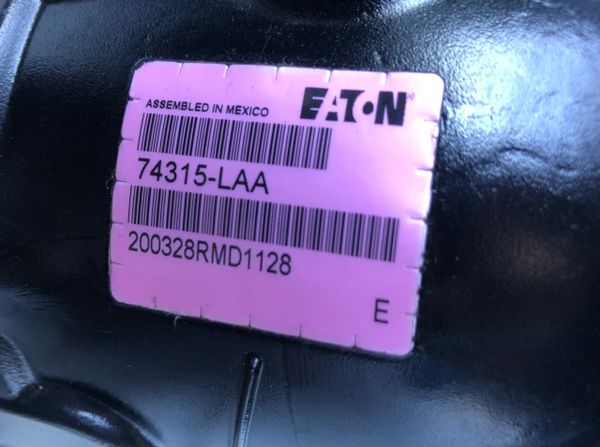 ASSEMBLED IN MEXICO
EATON
74315-LAA
200328RMD1128
E